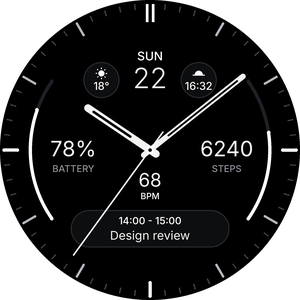 SUN
22
18°
16:32
78%
BATTERY
6240
STEPS
68
BPM
14:00 - 15:00
Design review